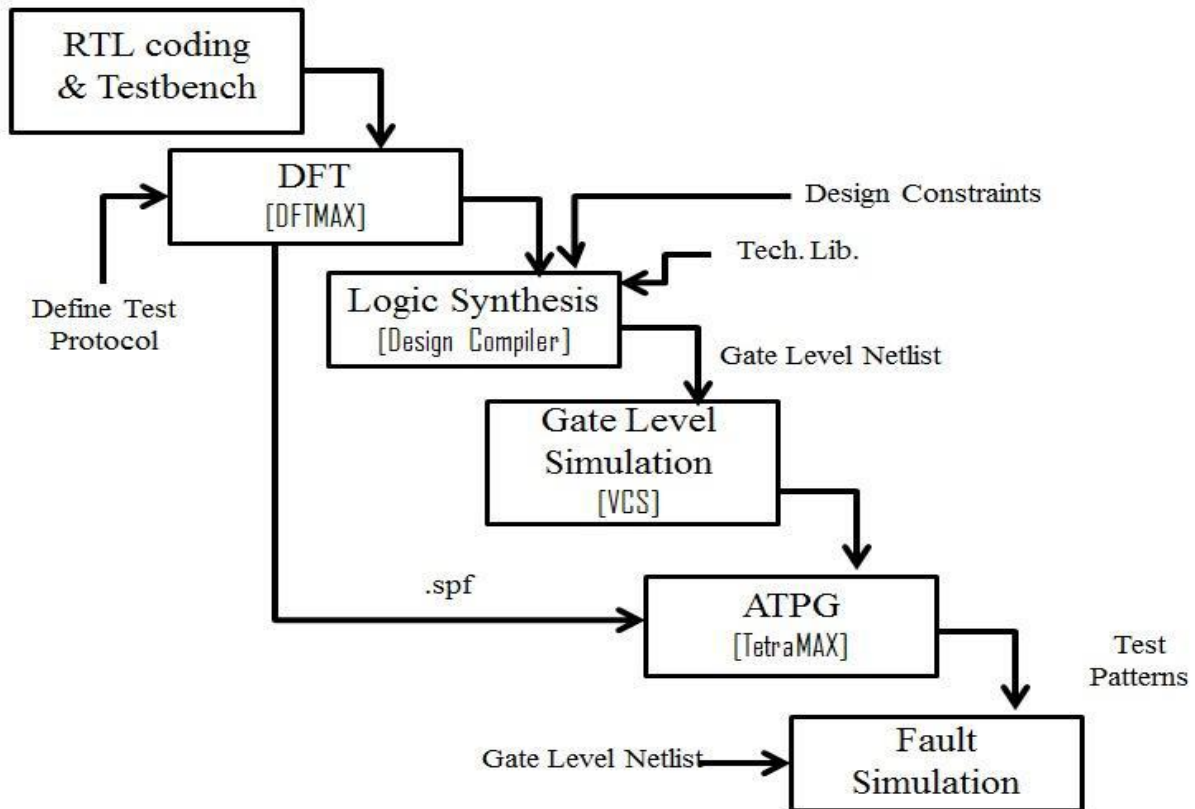 RTL coding
& Testbench
DFT
[DFTMAX]
Design Constraints
Tech. Lib.
Define Test
Protocol
Logic Synthesis
[Design Compiler]
Gate Level Netlist
Gate Level
Simulation
[VCS]
.spf
ATPG
[TetraMAX]
Test
Patterns
Gate Level Netlist
Fault
Simulation